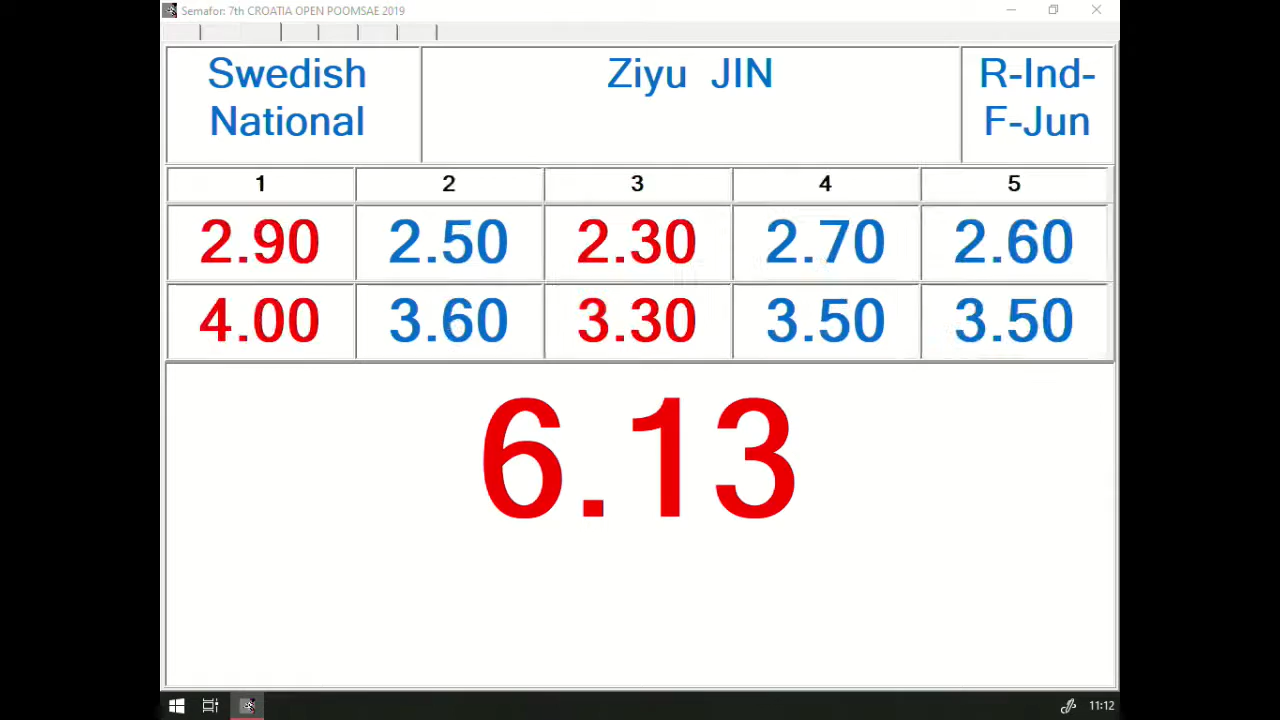 Semafor: 7th CROATIA OPEN POOMSAE 2019
Swedish
National
Ziyu JIN
R-Ind-
F-Jun
1 2 3 4 5
2.90 2.50 2.30 2.70 2.60
4.00 3.60 3.30 3.50 3.50
6.13
11:12